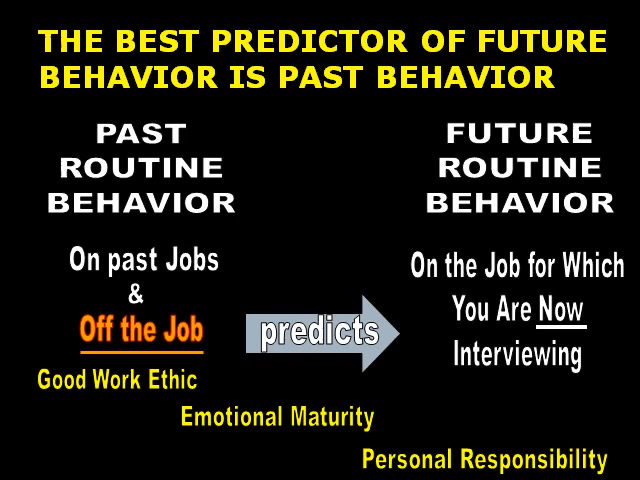 THE BEST PREDICTOR OF FUTURE
BEHAVIOR IS PAST BEHAVIOR
PAST
ROUTINE
BEHAVIOR
On past Jobs
&
Off the Job
predicts
FUTURE
ROUTINE
BEHAVIOR
On the Job for Which
You Are Now
Interviewing
Good Work Ethic
Emotional Maturity
Personal Responsibility